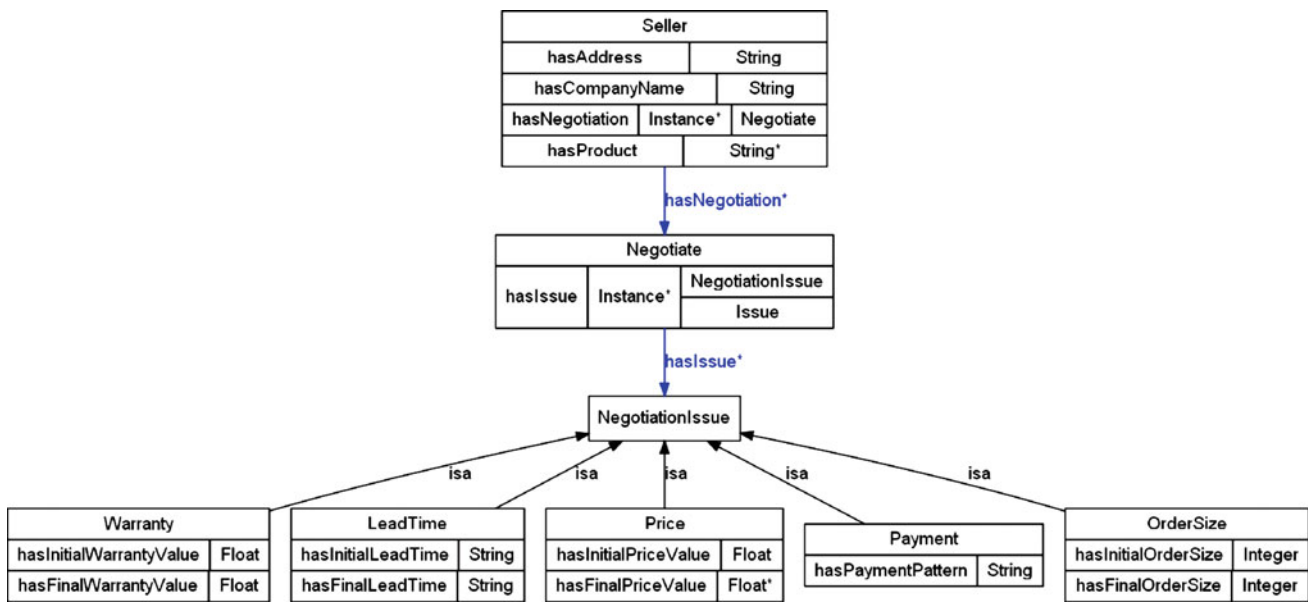 Seller
hasAddress String
hasCompanyName String
hasNegotiation Instance* Negotiate
hasProduct String*
hasNegotiation*
Negotiate
hasIssue Instance* NegotiationIssue
Issue
hasIssue*
NegotiationIssue
isa isa isa isa isa
Warranty
hasInitialWarrantyValue Float
hasFinalWarrantyValue Float
LeadTime
hasInitialLeadTime String
hasFinalLeadTime String
Price
hasInitialPriceValue Float
hasFinalPriceValue Float*
Payment
hasPaymentPattern String
OrderSize
hasInitialOrderSize Integer
hasFinalOrderSize Integer